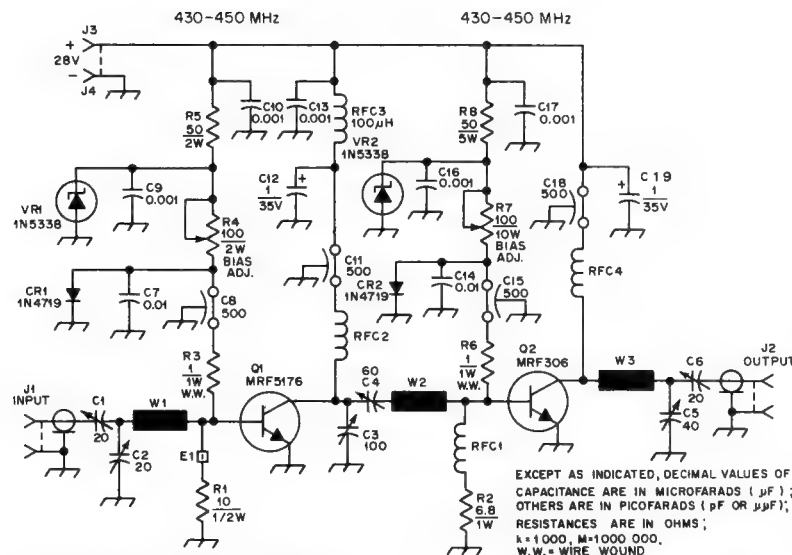 430-450 MHz
430-450 MHz
J3
+
28V
-
J4
R5
50
2W
C10
0.001
C13
0.001
RFC3
100µH
VR2
1N5338
R8
50
5W
C17
0.001
C9
0.001
VR1
1N5338
R4
100
2W
BIAS
ADJ.
C12
1
35V
+
C16
0.001
R7
100
10W
BIAS
ADJ.
C18
500
+
C19
1
35V
CR1
1N4719
C7
0.01
C8
500
C11
500
CR2
1N4719
C14
0.01
C15
500
RFC4
RFC2
R3
1
1W
W.W.
Q1
MRF5176
R6
1
1W
W.W.
Q2
MRF306
J1
INPUT
C1
20
W1
C2
20
E1
R1
10
1/2W
60
C4
W2
C3
100
RFC1
R2
6.8
1W
W3
C6
20
J2
OUTPUT
C5
40
EXCEPT AS INDICATED, DECIMAL VALUES OF
CAPACITANCE ARE IN MICROFARADS ( µF ) ;
OTHERS ARE IN PICOFARADS ( pF OR µµF);
RESISTANCES ARE IN OHMS ;
k=1000, M=1000 000,
W.W.= WIRE WOUND